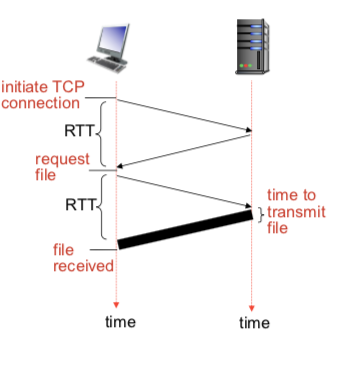 initiate TCP
connection
RTT
request
file
RTT
time to
transmit
file
file
received
time
time